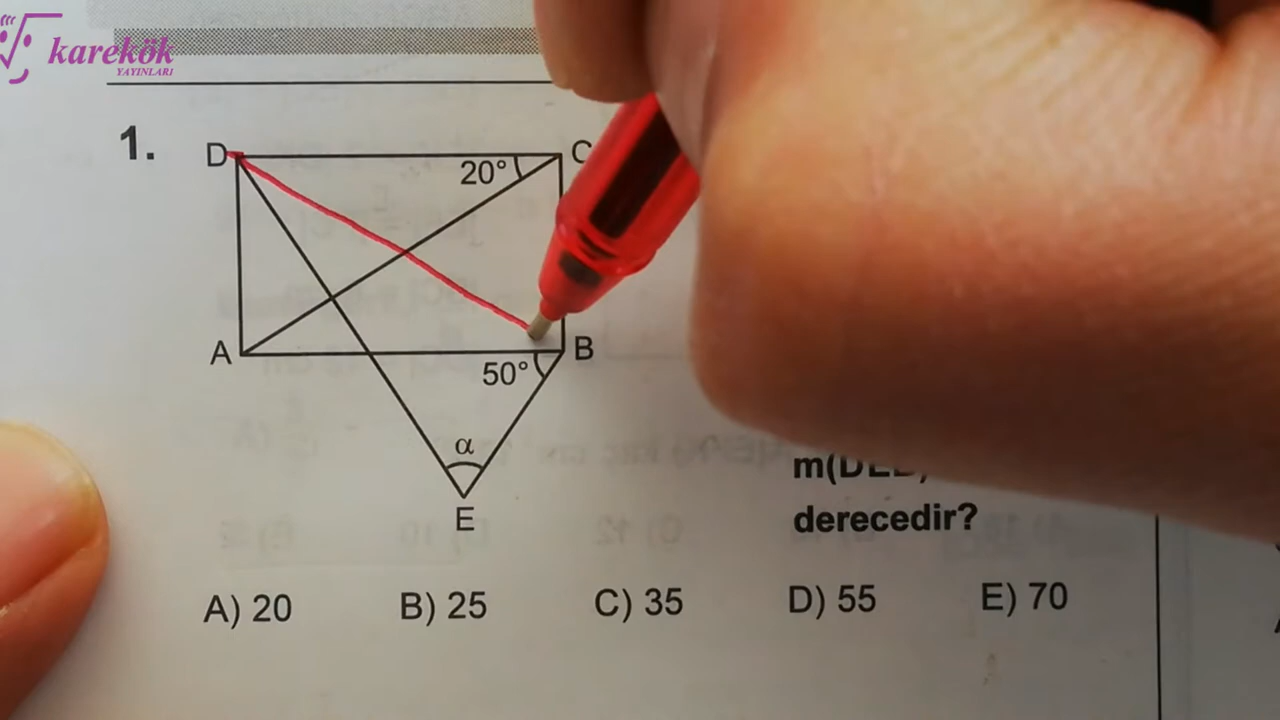 karekök
YAYINLARI
1.
D
C
20°
A
B
50°
α
E
derecedir?
A) 20 B) 25 C) 35 D) 55 E) 70